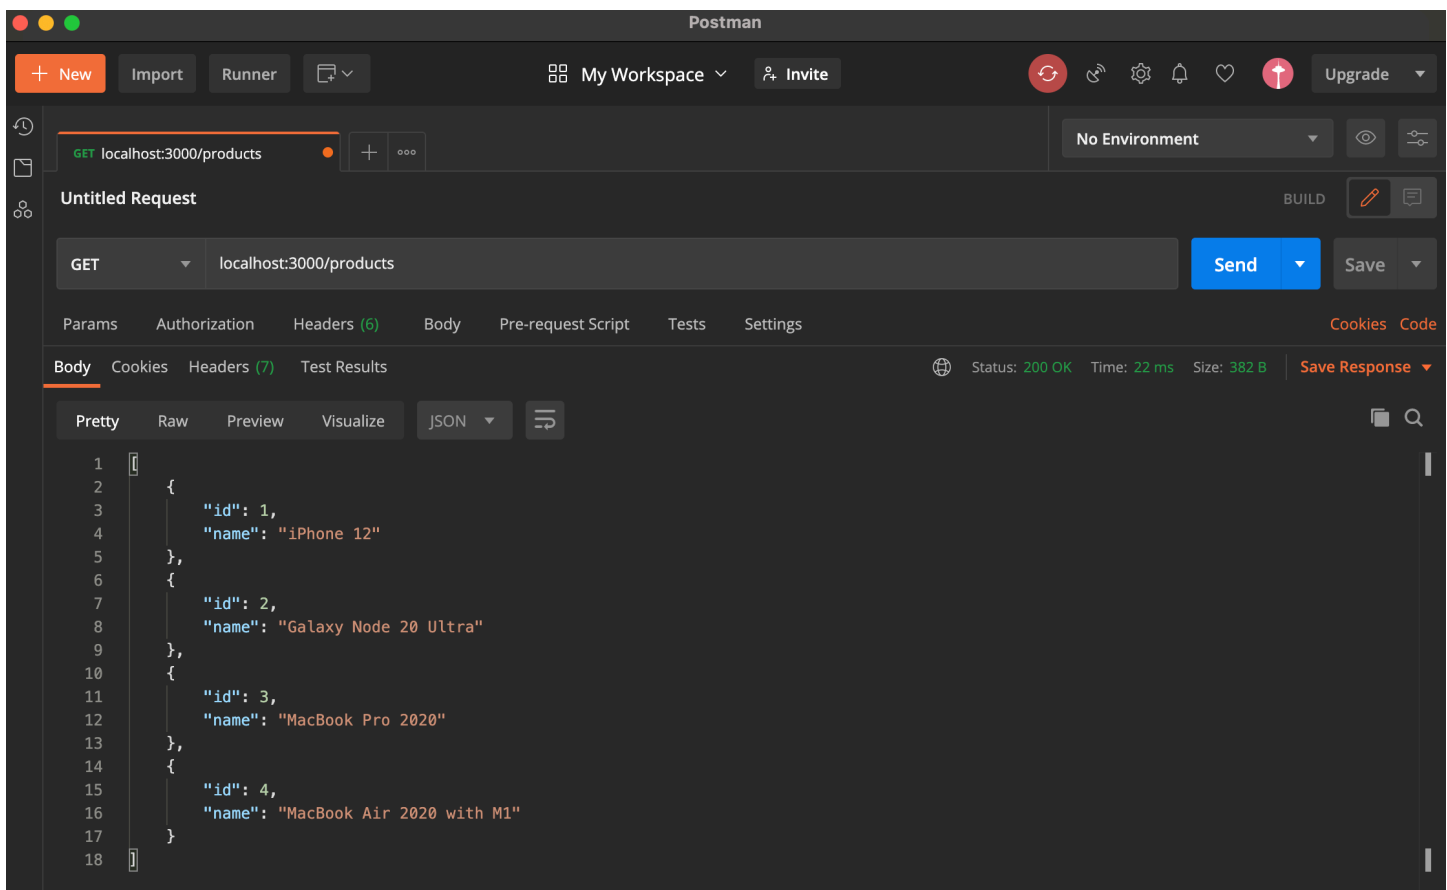 Postman
New Import Runner My Workspace Invite Upgrade
GET localhost:3000/products No Environment
Untitled Request BUILD
GET localhost:3000/products Send Save
Params Authorization Headers (6) Body Pre-request Script Tests Settings Cookies Code
Body Cookies Headers (7) Test Results Status: 200 OK Time: 22 ms Size: 382 B Save Response
Pretty Raw Preview Visualize JSON
1 [
2 {
3 "id": 1,
4 "name": "iPhone 12"
5 },
6 {
7 "id": 2,
8 "name": "Galaxy Node 20 Ultra"
9 },
10 {
11 "id": 3,
12 "name": "MacBook Pro 2020"
13 },
14 {
15 "id": 4,
16 "name": "MacBook Air 2020 with M1"
17 }
18 ]